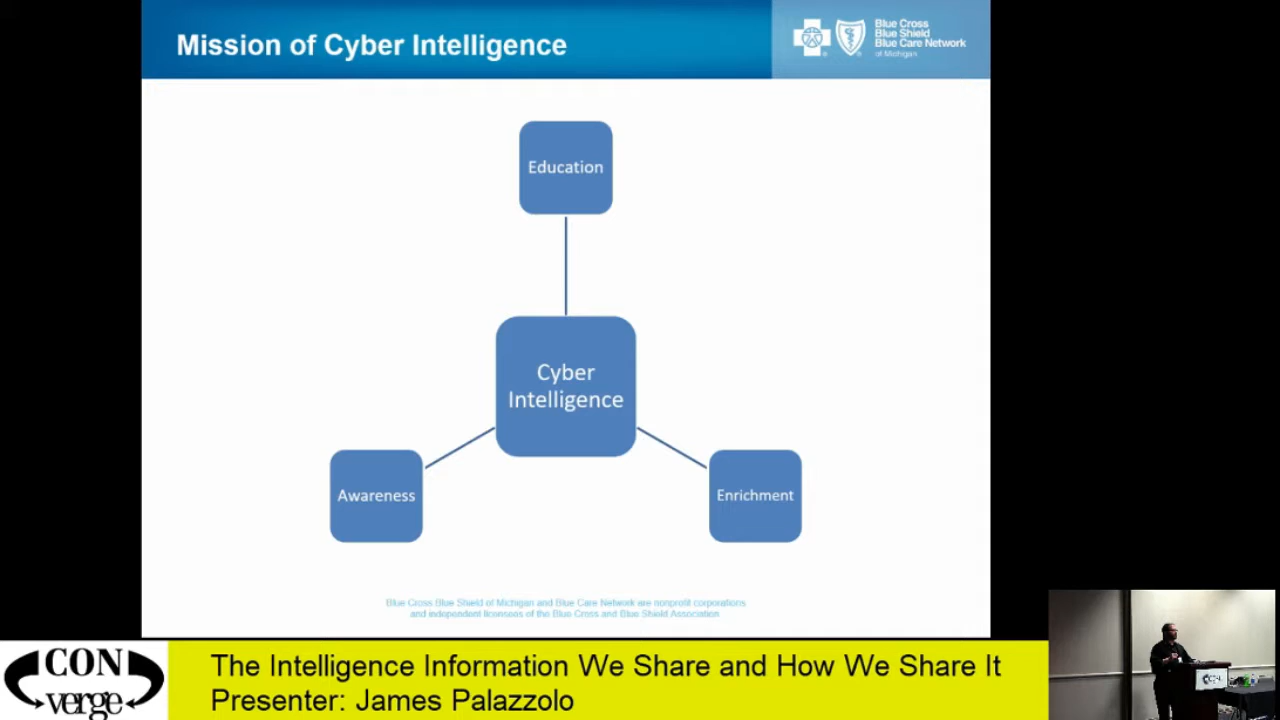 Mission of Cyber Intelligence
Blue Cross
Blue Shield
Blue Care Network
of Michigan
Education
Cyber
Intelligence
Awareness
Enrichment
Blue Cross Blue Shield of Michigan and Blue Care Network are nonprofit corporations
and independent licensees of the Blue Cross and Blue Shield Association
CON
verge
The Intelligence Information We Share and How We Share It
Presenter: James Palazzolo